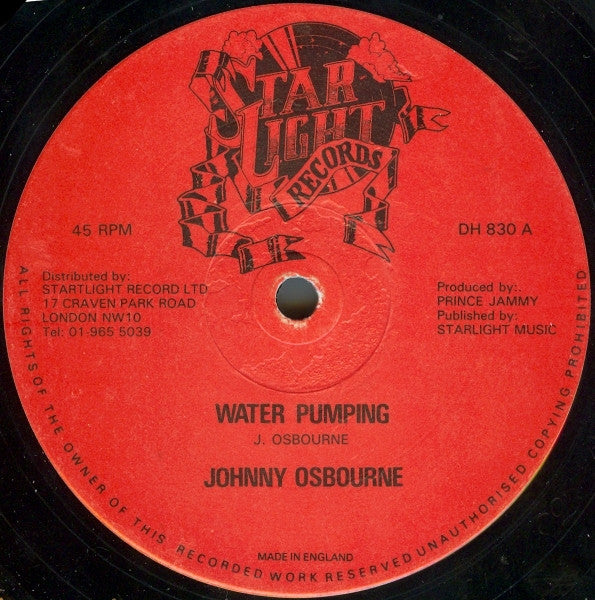 STAR
LIGHT
RECORDS
45 RPM
DH 830 A
Distributed by:
STARTLIGHT RECORD LTD
17 CRAVEN PARK ROAD
LONDON NW10
Tel: 01.965 5039
Produced by:.
PRINCE JAMMY
Published by:
STARLIGHT MUSIC
WATER PUMPING
J. OSBOURNE
JOHNNY OSBOURNE
MADE IN ENGLAND
ALL RIGHTS OF THE OWNER OF THIS RECORDED WORK RESERVED UNAUTHORISED COPYING PROHIBITED